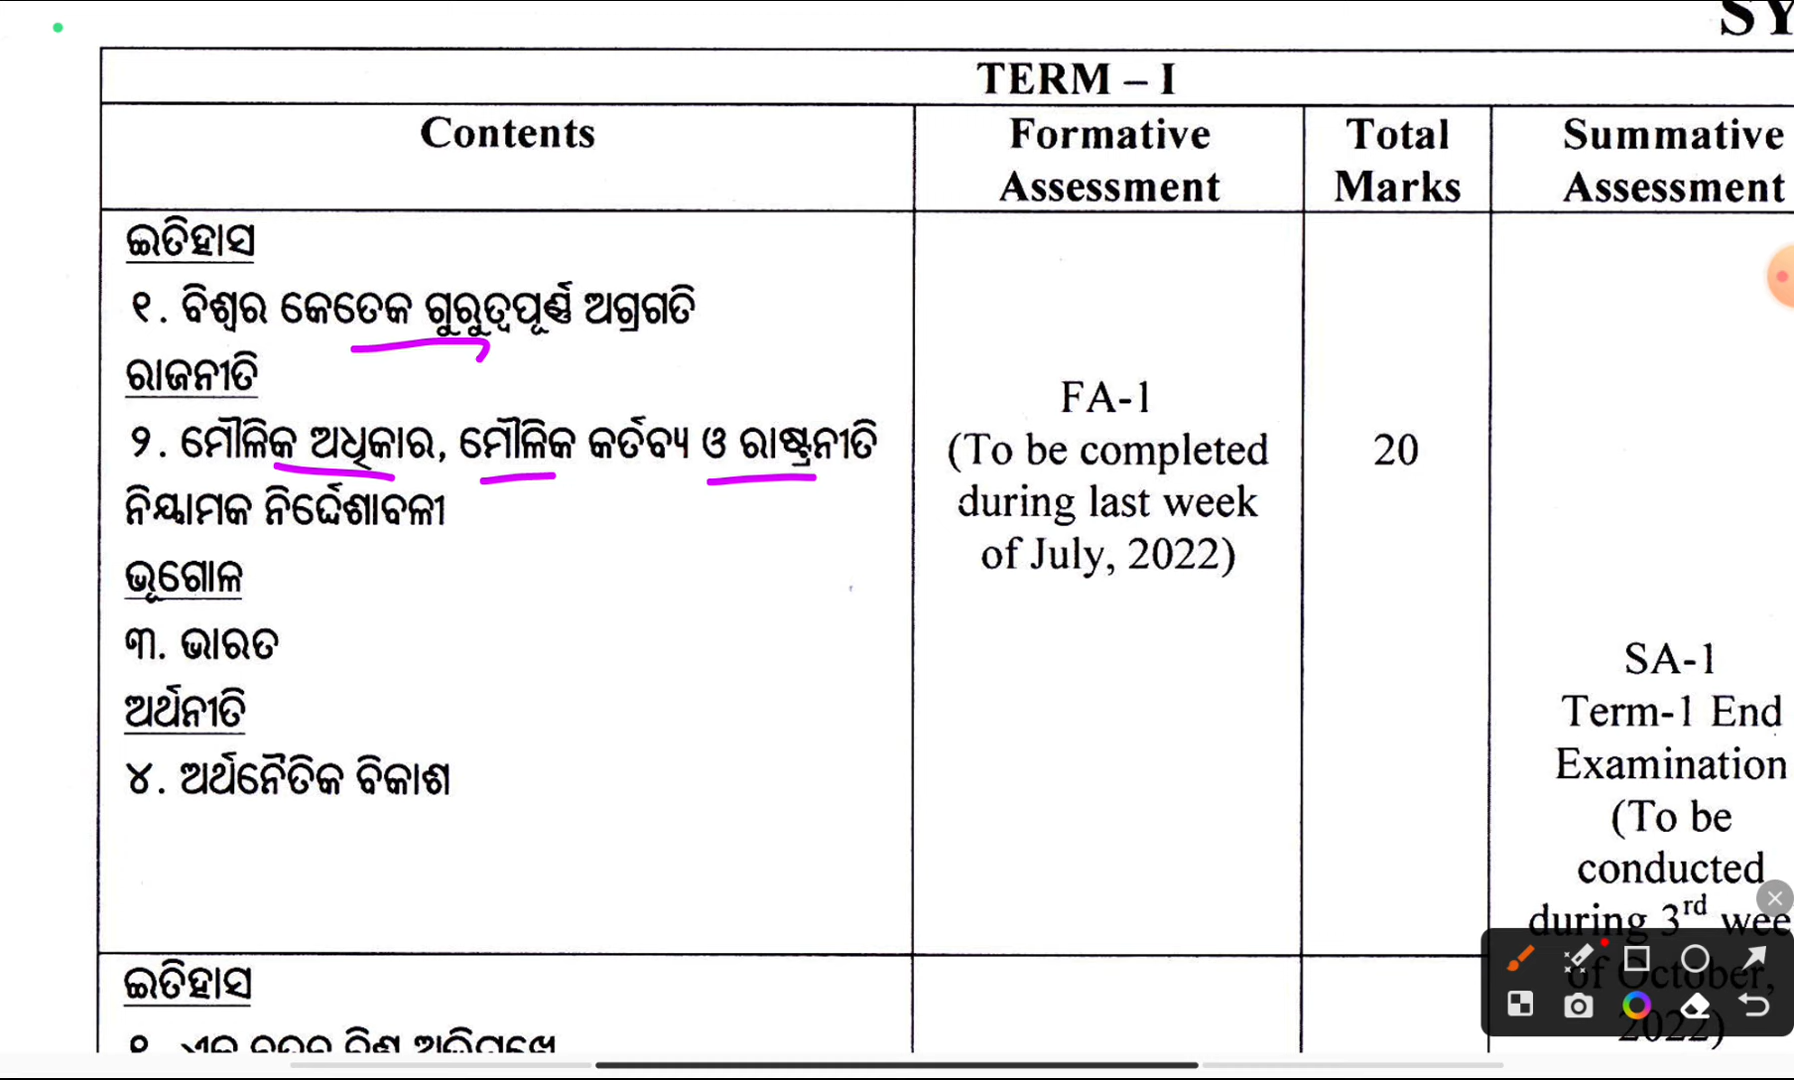 SY
TERM – I
Contents
Formative Assessment
Total Marks
Summative Assessment
ଇତିହାସ
୧. ବିଶ୍ୱର କେତେକ ଗୁରୁତ୍ୱପୂର୍ଣ୍ଣ ଅଗ୍ରଗତି
ରାଜନୀତି
୨. ମୌଳିକ ଅଧିକାର, ମୌଳିକ କର୍ତବ୍ୟ ଓ ରାଷ୍ଟ୍ରନୀତି
ନିୟାମକ ନିର୍ଦ୍ଦେଶାବଳୀ
ଭୂଗୋଳ
୩. ଭାରତ
ଅର୍ଥନୀତି
୪. ଅର୍ଥନୈତିକ ବିକାଶ
FA-1
(To be completed
during last week
of July, 2022)
20
SA-1
Term-1 End
Examination
(To be
conducted
during 3rd wee
of October,
2022)
ଇତିହାସ